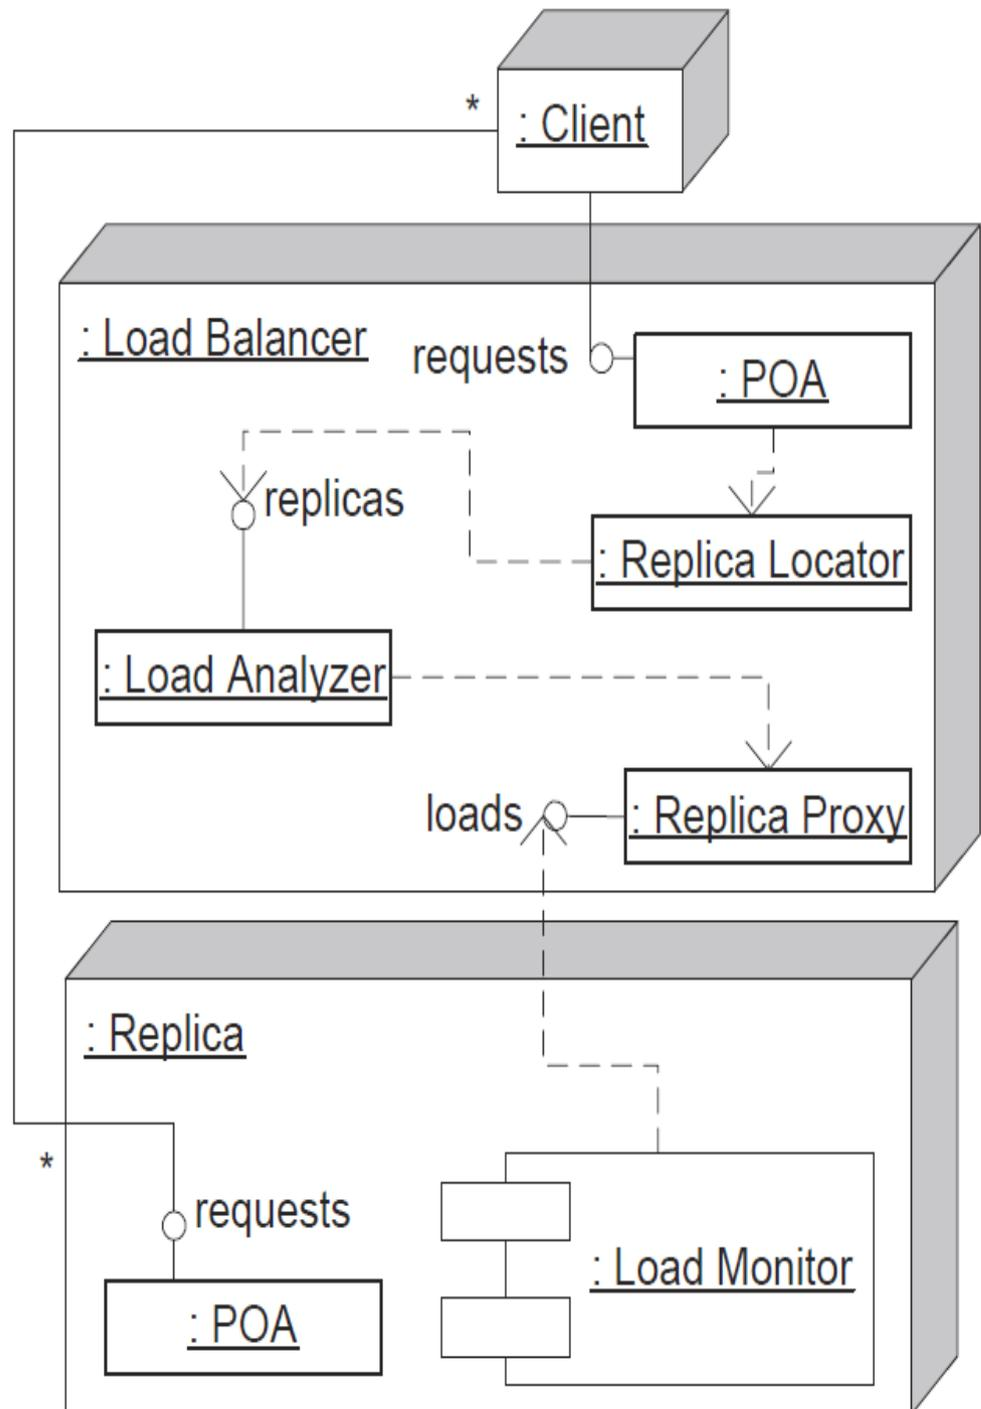 *
: Client
: Load Balancer
requests
: POA
replicas
: Replica Locator
: Load Analyzer
loads
: Replica Proxy
: Replica
*
requests
: Load Monitor
: POA